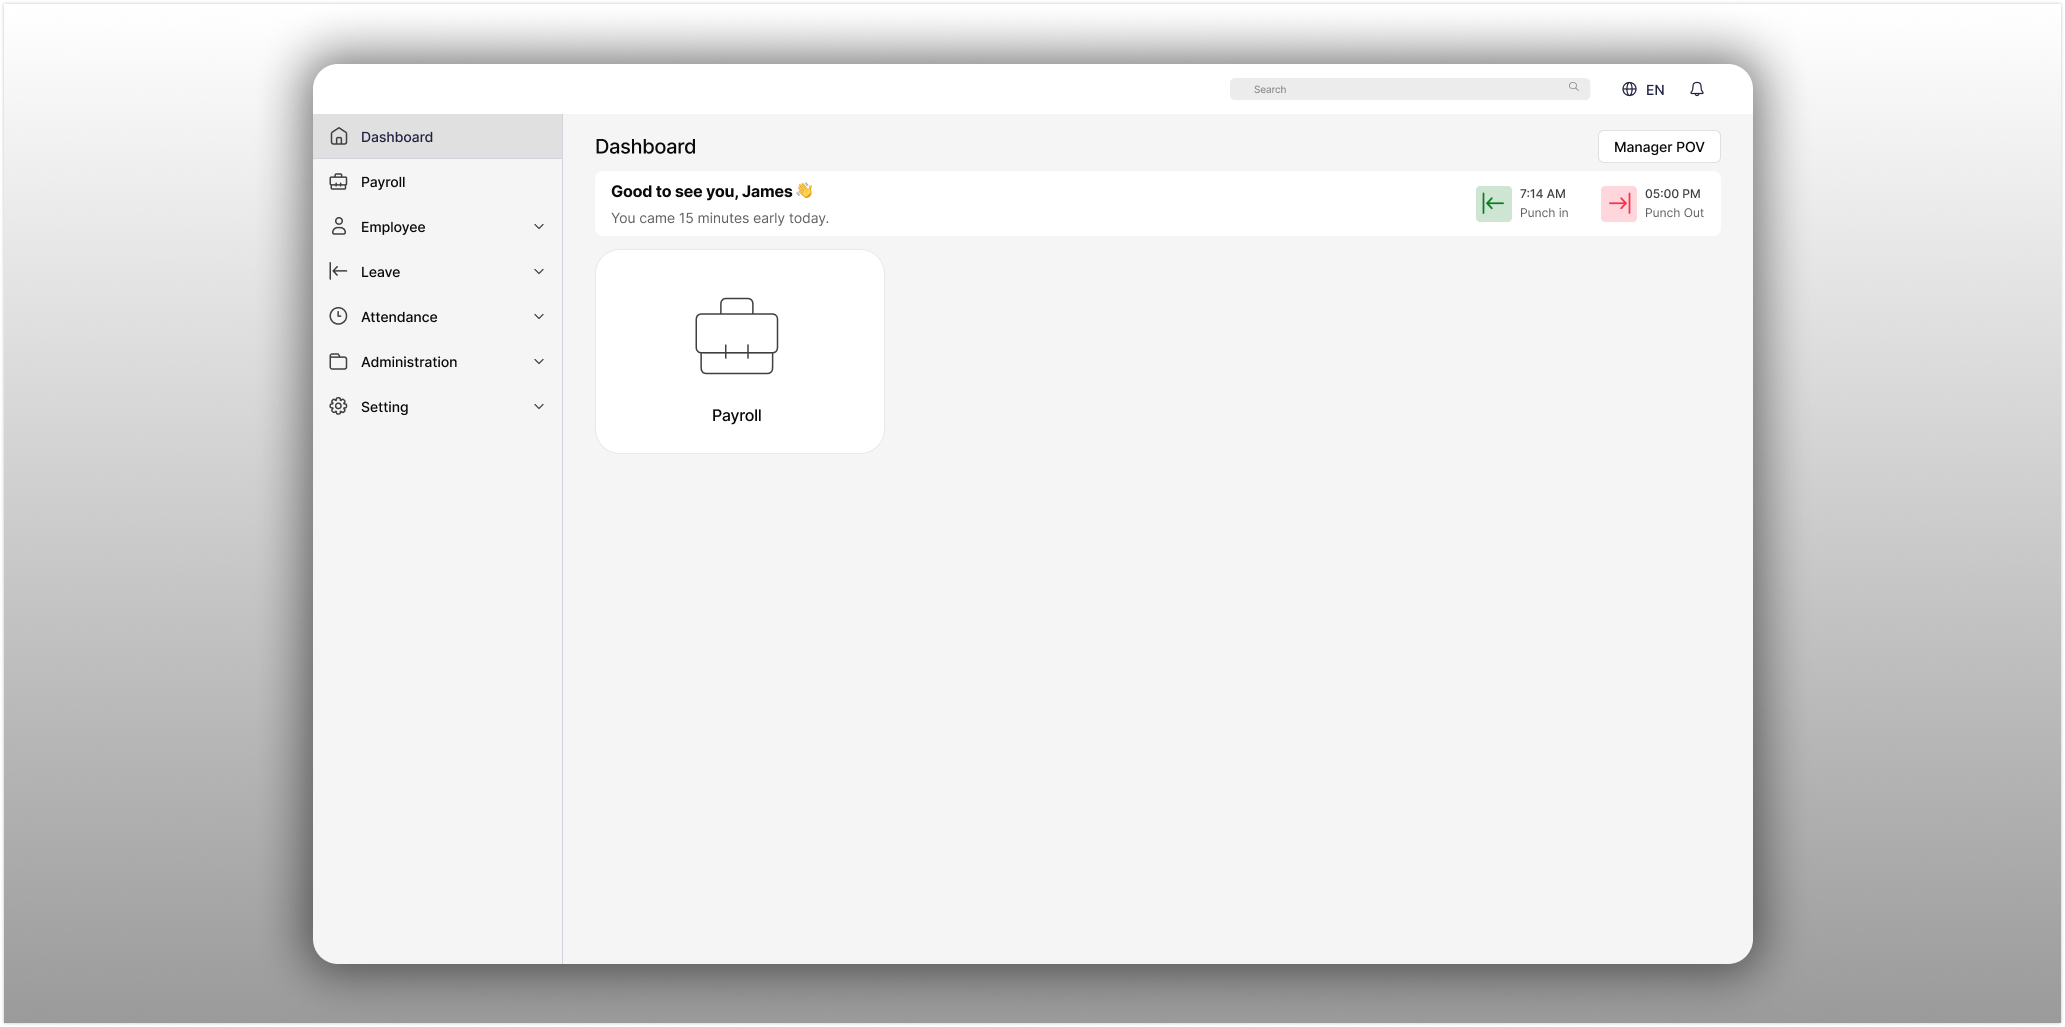 Search
EN
Dashboard
Payroll
Employee
Leave
Attendance
Administration
Setting
Dashboard
Manager POV
Good to see you, James 👋
You came 15 minutes early today.
7:14 AM
Punch in
05:00 PM
Punch Out
Payroll